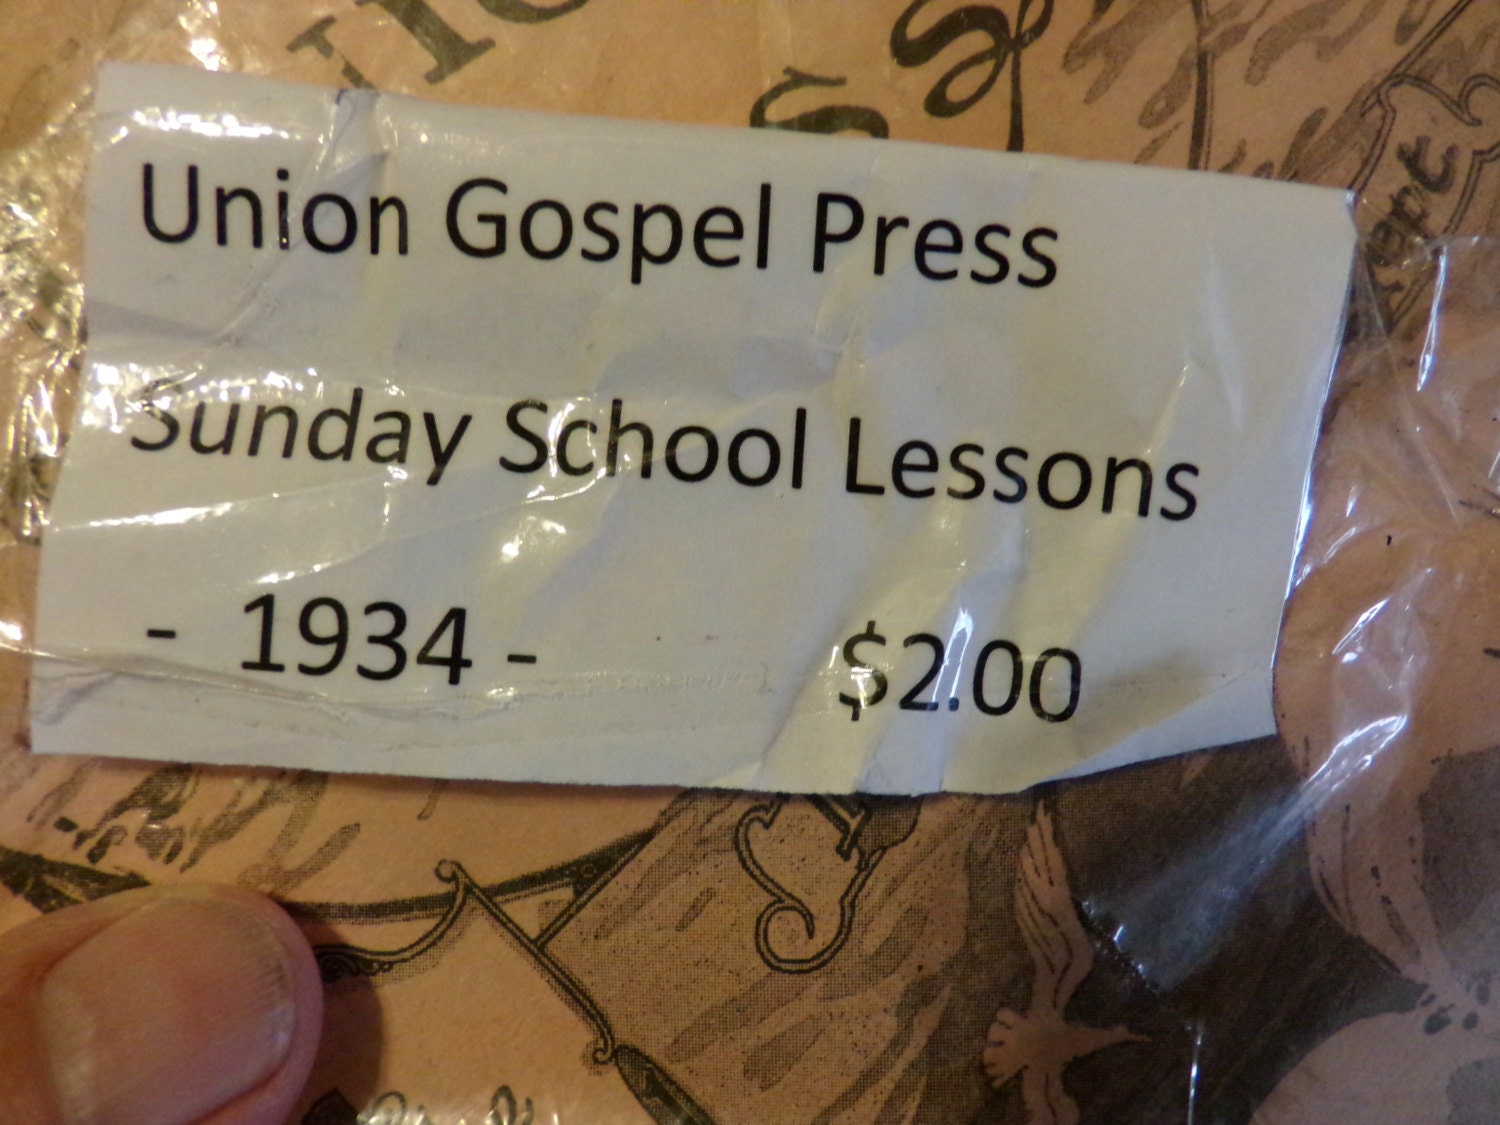 Union Gospel Press
Sunday School Lessons
- 1934 - $2.00